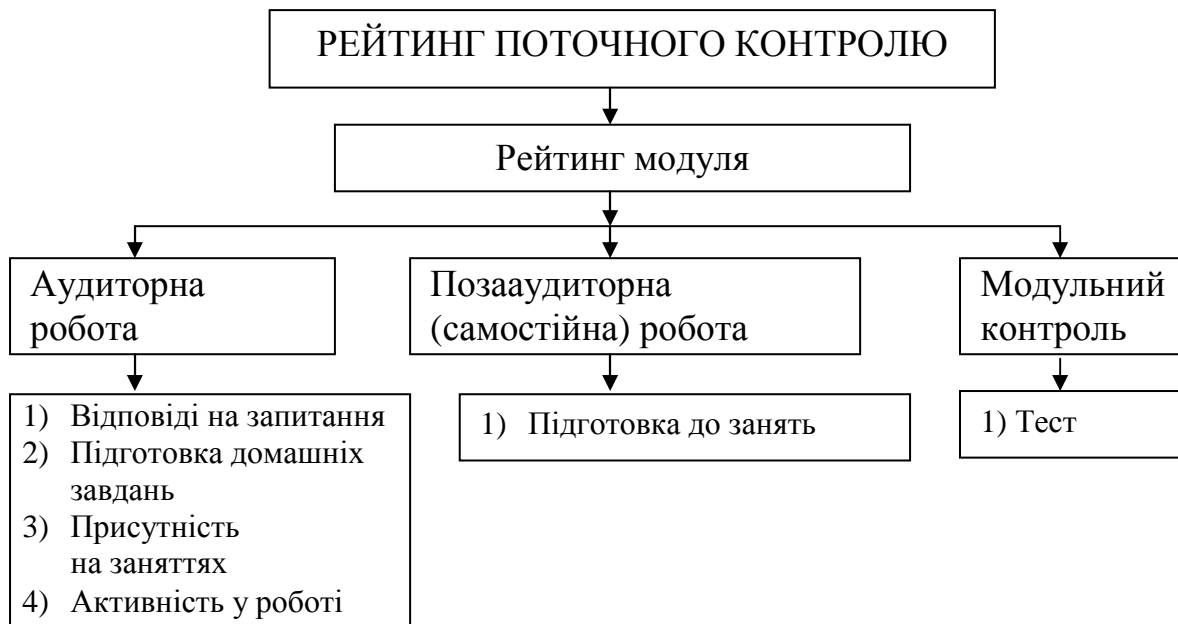 РЕЙТИНГ ПОТОЧНОГО КОНТРОЛЮ
Рейтинг модуля
Аудиторна
робота
Позааудиторна
(самостійна) робота
Модульний
контроль
1) Відповіді на запитання
2) Підготовка домашніх
завдань
3) Присутність
на заняттях
4) Активність у роботі
1) Підготовка до занять
1) Тест